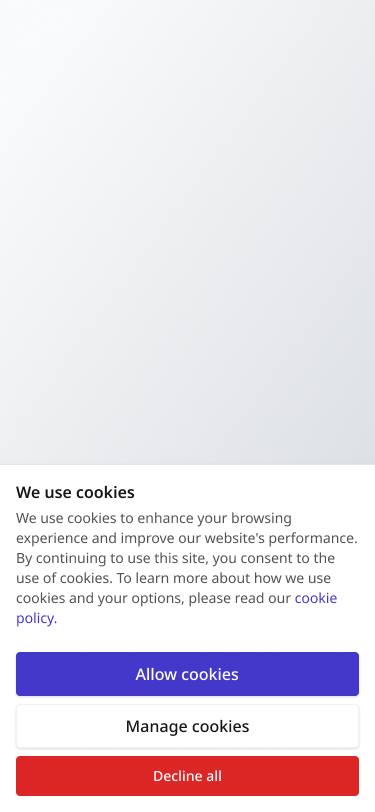 We use cookies
We use cookies to enhance your browsing
experience and improve our website's performance.
By continuing to use this site, you consent to the
use of cookies. To learn more about how we use
cookies and your options, please read our cookie
policy.
Allow cookies
Manage cookies
Decline all